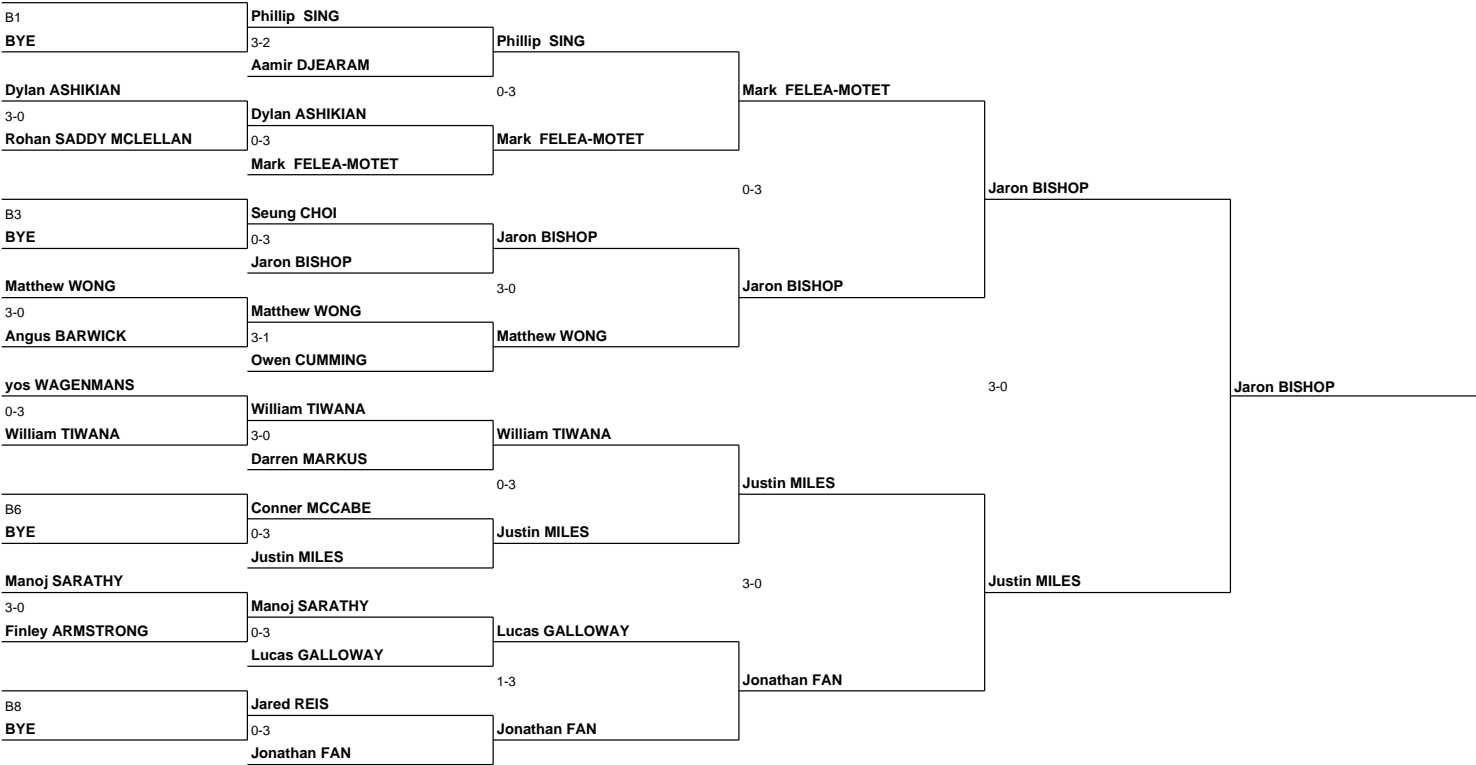 B1
BYE
Dylan ASHIKIAN
3-0
Rohan SADDY MCLELLAN
B3
BYE
Matthew WONG
3-0
Angus BARWICK
yos WAGENMANS
0-3
William TIWANA
B6
BYE
Manoj SARATHY
3-0
Finley ARMSTRONG
B8
BYE
Phillip SING
3-2
Aamir DJEARAM
Dylan ASHIKIAN
0-3
Mark FELEA-MOTET
Seung CHOI
0-3
Jaron BISHOP
Matthew WONG
3-1
Owen CUMMING
William TIWANA
3-0
Darren MARKUS
Conner MCCABE
0-3
Justin MILES
Manoj SARATHY
0-3
Lucas GALLOWAY
Jared REIS
0-3
Jonathan FAN
Phillip SING
0-3
Mark FELEA-MOTET
Jaron BISHOP
3-0
Matthew WONG
William TIWANA
0-3
Justin MILES
Lucas GALLOWAY
1-3
Jonathan FAN
Mark FELEA-MOTET
0-3
Jaron BISHOP
Justin MILES
3-0
Jonathan FAN
Jaron BISHOP
3-0
Justin MILES
Jaron BISHOP